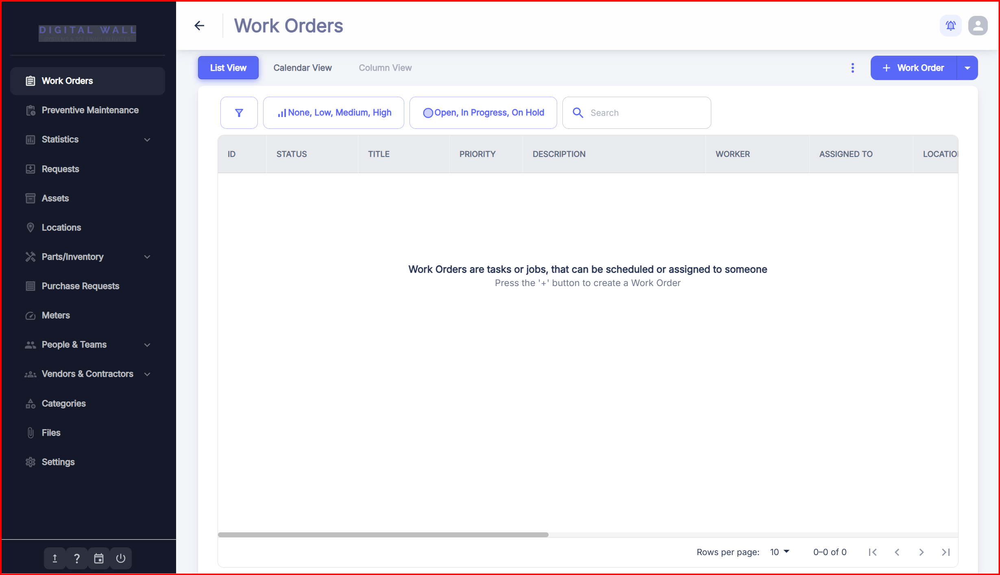 DIGITAL WALL
SYSTEMS & SOFTWARE SERVICES
Work Orders
Preventive Maintenance
Statistics
Requests
Assets
Locations
Parts/Inventory
Purchase Requests
Meters
People & Teams
Vendors & Contractors
Categories
Files
Settings
Work Orders
List View
Calendar View
Column View
+ Work Order
None, Low, Medium, High
Open, In Progress, On Hold
Search
ID STATUS TITLE PRIORITY DESCRIPTION WORKER ASSIGNED TO LOCATIO
Work Orders are tasks or jobs, that can be scheduled or assigned to someone
Press the '+' button to create a Work Order
Rows per page: 10 0–0 of 0